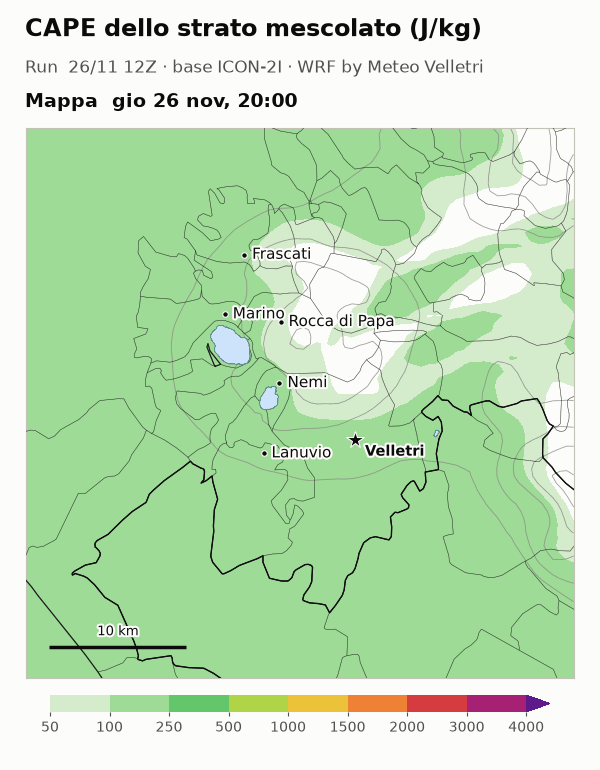 CAPE dello strato mescolato (J/kg)
Run  26/11 12Z · base ICON-2I · WRF by Meteo Velletri
Mappa  gio 26 nov, 20:00
Frascati
Marino
Rocca di Papa
Nemi
Velletri
Lanuvio
10 km
50 100 250 500 1000 1500 2000 3000 4000